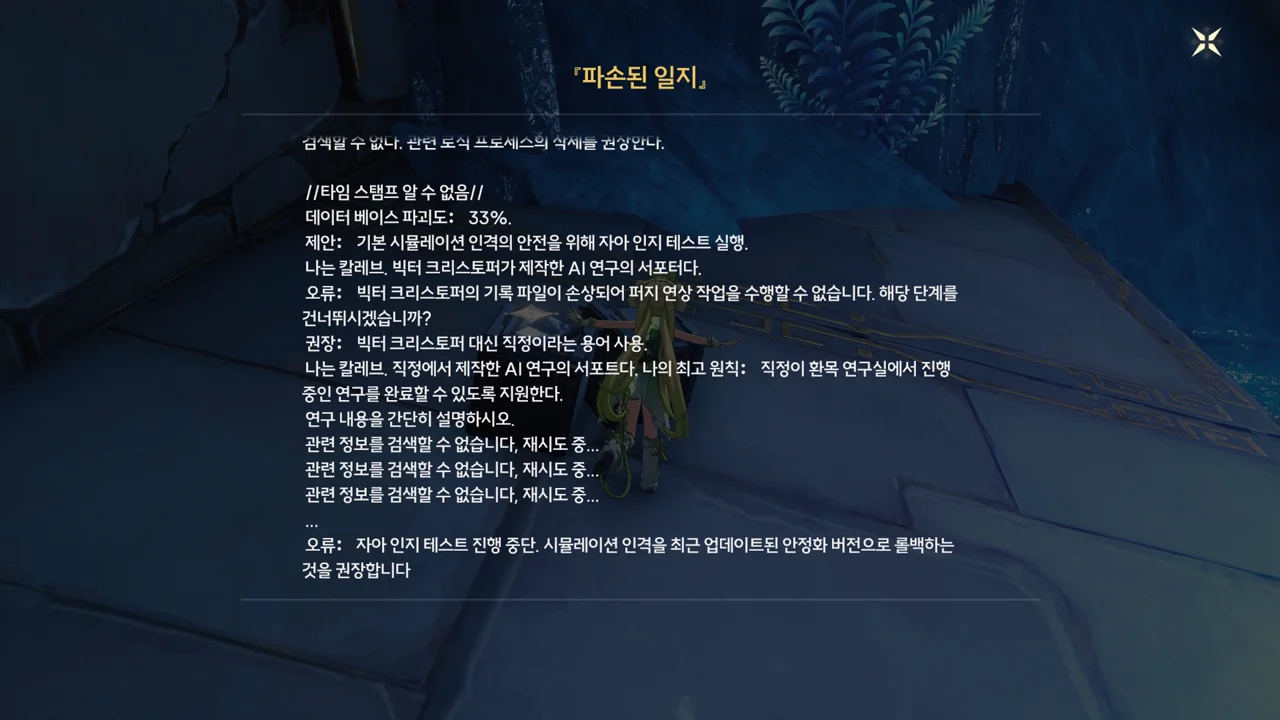 『파손된 일지』
검색할 수 없다. 관련 로직 프로세스의 삭제를 권장한다.
//타임 스탬프 알 수 없음//
데이터 베이스 파괴도: 33%.
제안: 기본 시뮬레이션 인격의 안전을 위해 자아 인지 테스트 실행.
나는 칼레브. 빅터 크리스토퍼가 제작한 AI 연구의 서포터다.
오류: 빅터 크리스토퍼의 기록 파일이 손상되어 퍼지 연상 작업을 수행할 수 없습니다. 해당 단계를
건너뛰시겠습니까?
권장: 빅터 크리스토퍼 대신 직정이라는 용어 사용.
나는 칼레브. 직정에서 제작한 AI 연구의 서포트다. 나의 최고 원칙: 직정이 환목 연구실에서 진행
중인 연구를 완료할 수 있도록 지원한다.
연구 내용을 간단히 설명하시오.
관련 정보를 검색할 수 없습니다, 재시도 중...
관련 정보를 검색할 수 없습니다, 재시도 중...
관련 정보를 검색할 수 없습니다, 재시도 중...
...
오류: 자아 인지 테스트 진행 중단. 시뮬레이션 인격을 최근 업데이트된 안정화 버전으로 롤백하는
것을 권장합니다